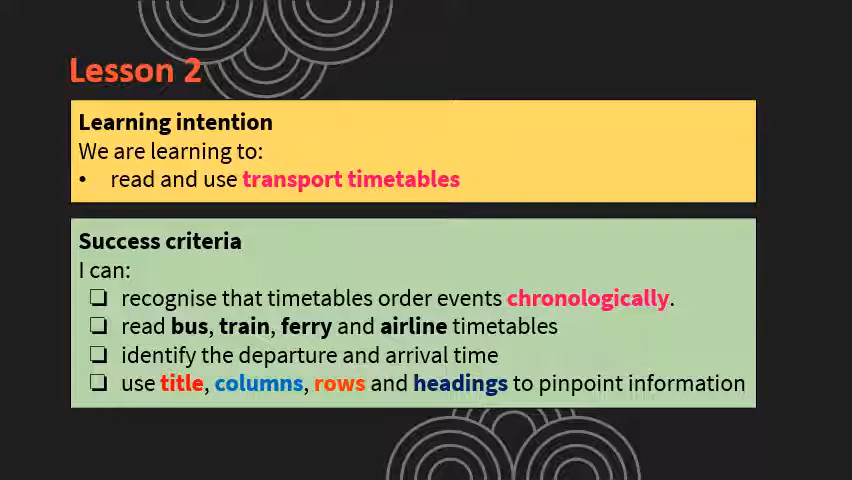 Lesson 2
Learning intention
We are learning to:
• read and use transport timetables
Success criteria
I can:
❏ recognise that timetables order events chronologically.
❏ read bus, train, ferry and airline timetables
❏ identify the departure and arrival time
❏ use title, columns, rows and headings to pinpoint information